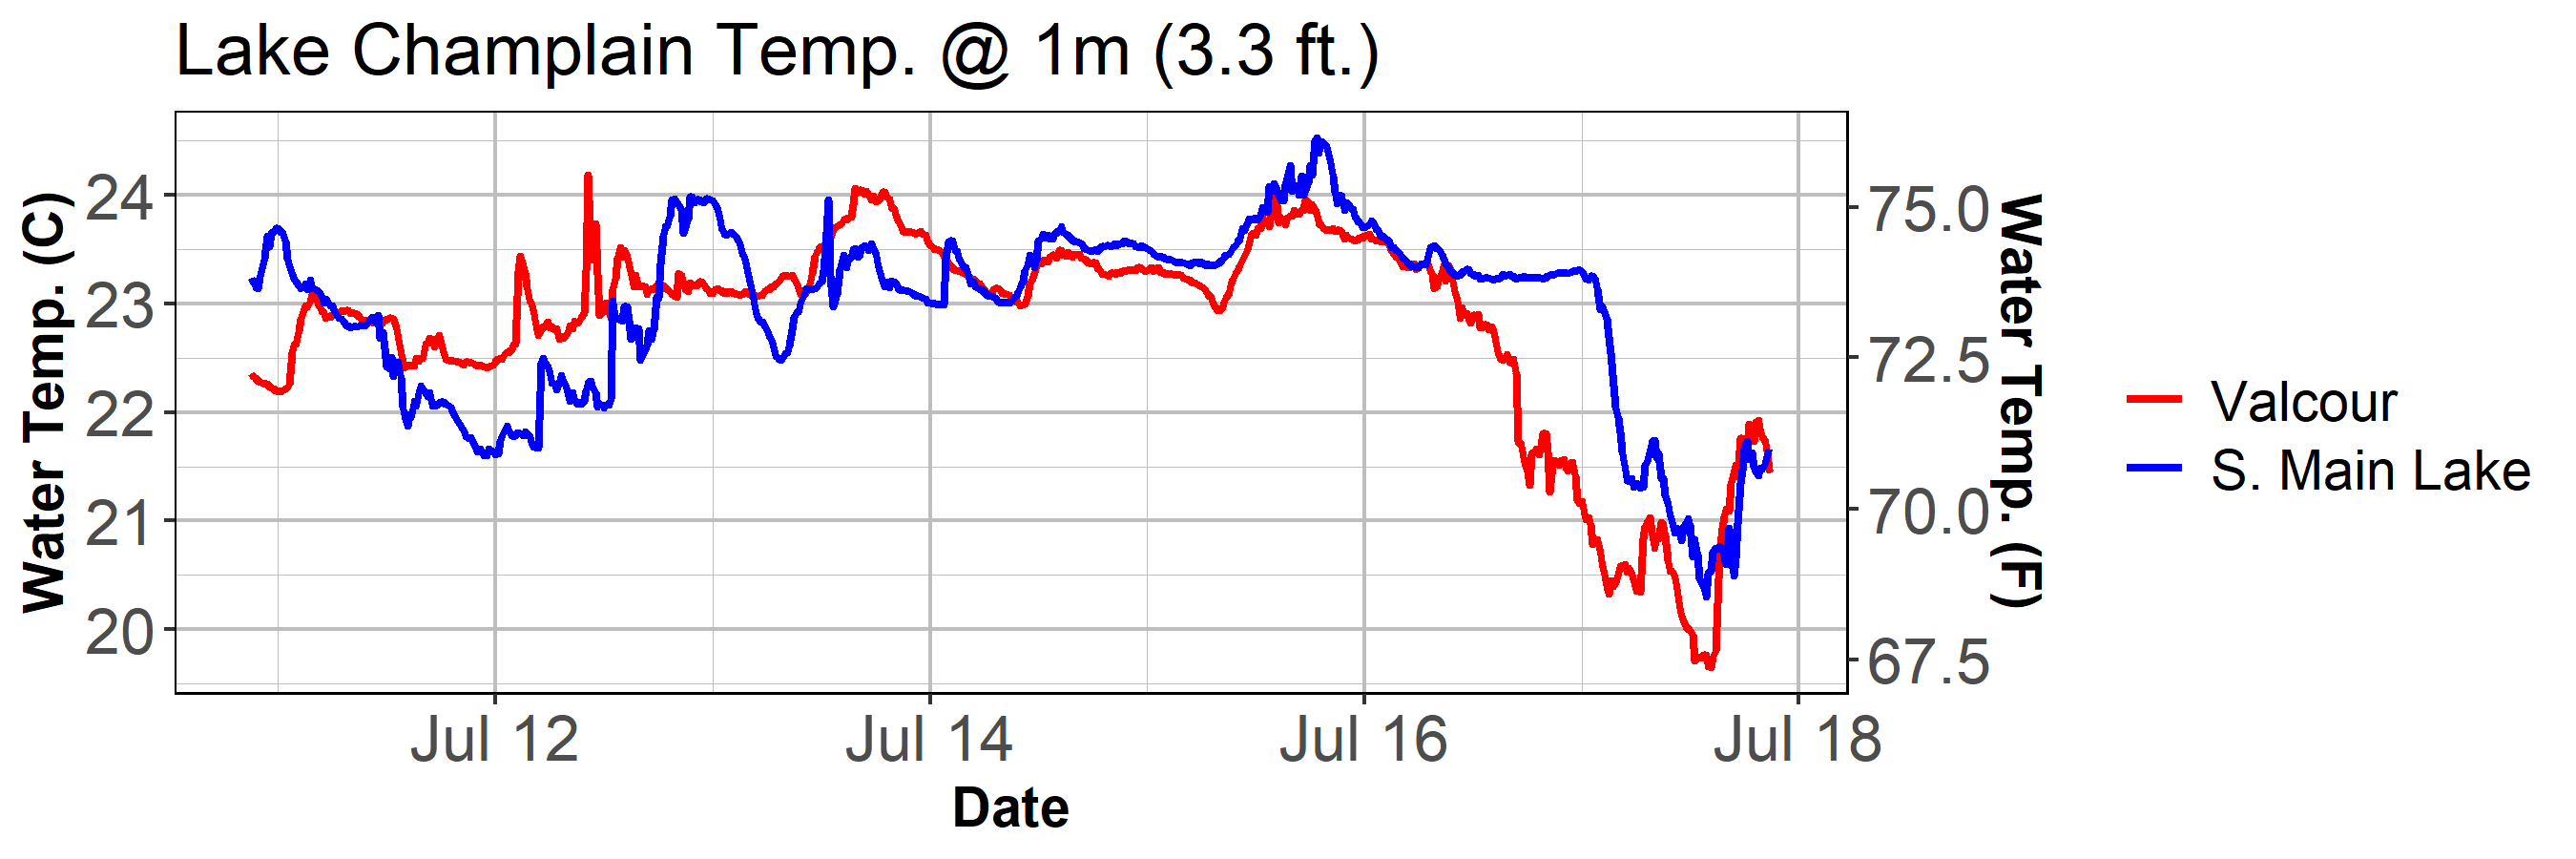 Lake Champlain Temp. @ 1m (3.3 ft.)
Water Temp. (C)
24
23
22
21
20
75.0
72.5
70.0
67.5
Water Temp. (F)
Jul 12
Jul 14
Jul 16
Jul 18
Date
Valcour
S. Main Lake